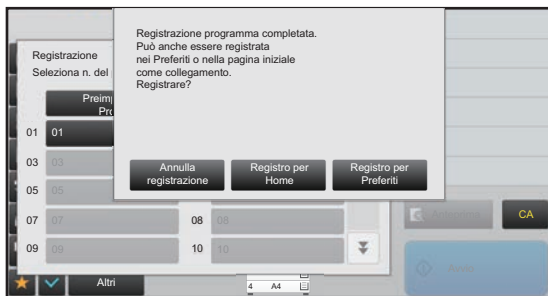 Registrazione programma completata.
Può anche essere registrata
nei Preferiti o nella pagina iniziale
come collegamento.
Registrare?
Annulla
registrazione
Registro per
Home
Registro per
Preferiti
Registrazione
Seleziona n. del
01 01
03 03
05 05
07 07 08 08
09 09 10 10
CA
Avvio
Altri
4 A4